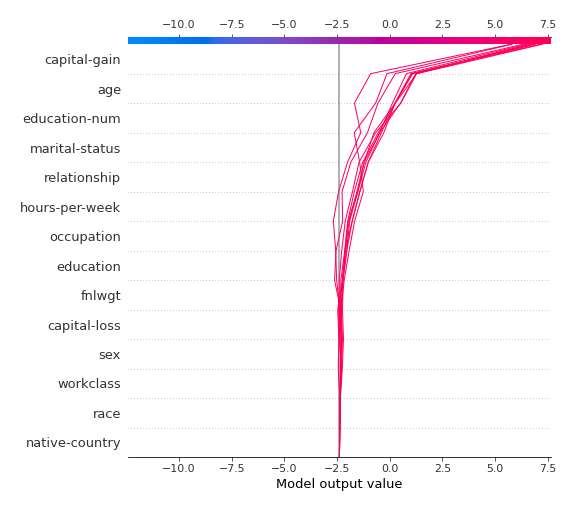 −10.0 −7.5 −5.0 −2.5 0.0 2.5 5.0 7.5
capital-gain
age
education-num
marital-status
relationship
hours-per-week
occupation
education
fnlwgt
capital-loss
sex
workclass
race
native-country
−10.0 −7.5 −5.0 −2.5 0.0 2.5 5.0 7.5
Model output value